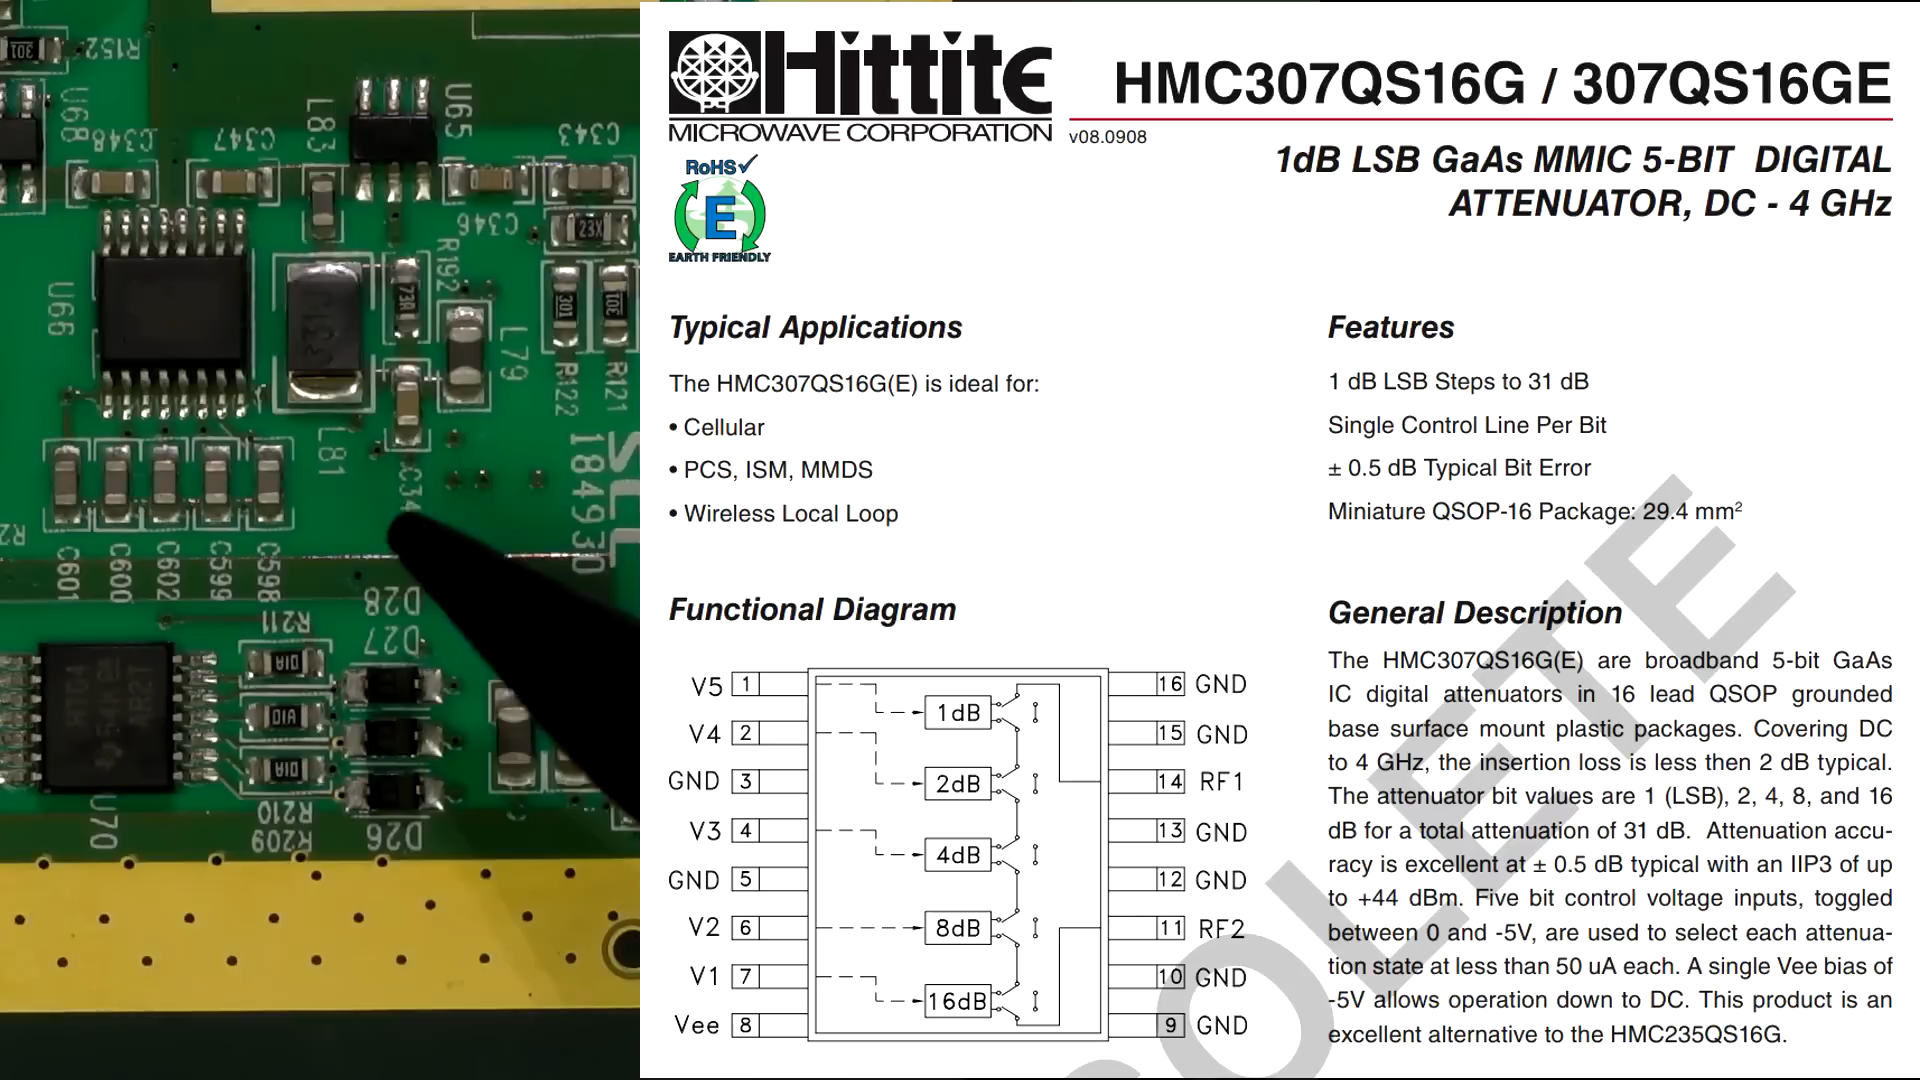 301
R152
U68
C348
C347
L83
U65
C343
C346
23X
R192
U66
331
73A
L79
301
301
R122
R121
L81
C34
184930
C601
C600
C602
C599
C598
D28
R211
D27
D1A
D1A
D1A
HT04
U70
R210
R209
D26
Hittite
MICROWAVE CORPORATION
HMC307QS16G / 307QS16GE
v08.0908
1dB LSB GaAs MMIC 5-BIT DIGITAL
ATTENUATOR, DC - 4 GHz
RoHS✓
E
EARTH FRIENDLY
Typical Applications
The HMC307QS16G(E) is ideal for:
• Cellular
• PCS, ISM, MMDS
• Wireless Local Loop
Features
1 dB LSB Steps to 31 dB
Single Control Line Per Bit
± 0.5 dB Typical Bit Error
Miniature QSOP-16 Package: 29.4 mm²
Functional Diagram
V5 1
V4 2
GND 3
V3 4
GND 5
V2 6
V1 7
Vee 8
1dB
2dB
4dB
8dB
16dB
16 GND
15 GND
14 RF1
13 GND
12 GND
11 RF2
10 GND
9 GND
General Description
The HMC307QS16G(E) are broadband 5-bit GaAs
IC digital attenuators in 16 lead QSOP grounded
base surface mount plastic packages. Covering DC
to 4 GHz, the insertion loss is less then 2 dB typical.
The attenuator bit values are 1 (LSB), 2, 4, 8, and 16
dB for a total attenuation of 31 dB. Attenuation accu-
racy is excellent at ± 0.5 dB typical with an IIP3 of up
to +44 dBm. Five bit control voltage inputs, toggled
between 0 and -5V, are used to select each attenua-
tion state at less than 50 uA each. A single Vee bias of
-5V allows operation down to DC. This product is an
excellent alternative to the HMC235QS16G.
OLETE